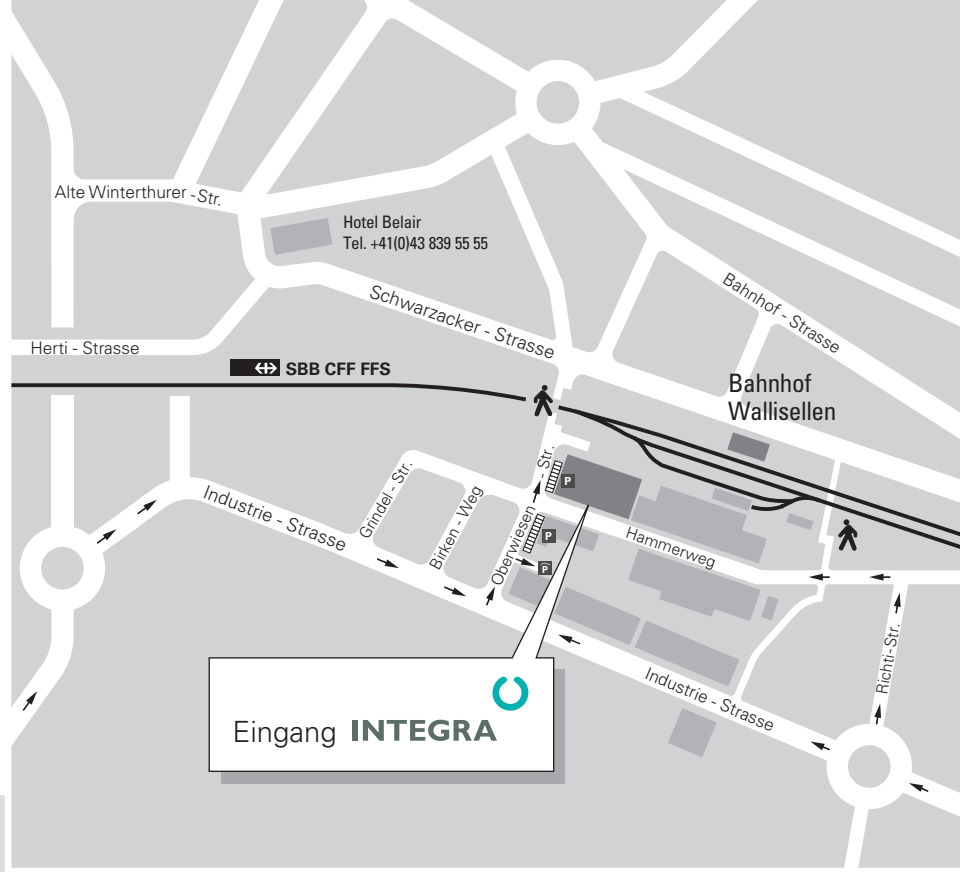 Alte Winterthurer - Str.
Hotel Belair
Tel. +41(0)43 839 55 55
Bahnhof - Strasse
Schwarzacker - Strasse
Herti - Strasse
SBB CFF FFS
Bahnhof
Wallisellen
Grindel - Str.
Birken - Weg
Oberwiesen - Str.
P
P
P
Industrie - Strasse
Hammerweg
Richti-Str.
Industrie - Strasse
Eingang INTEGRA